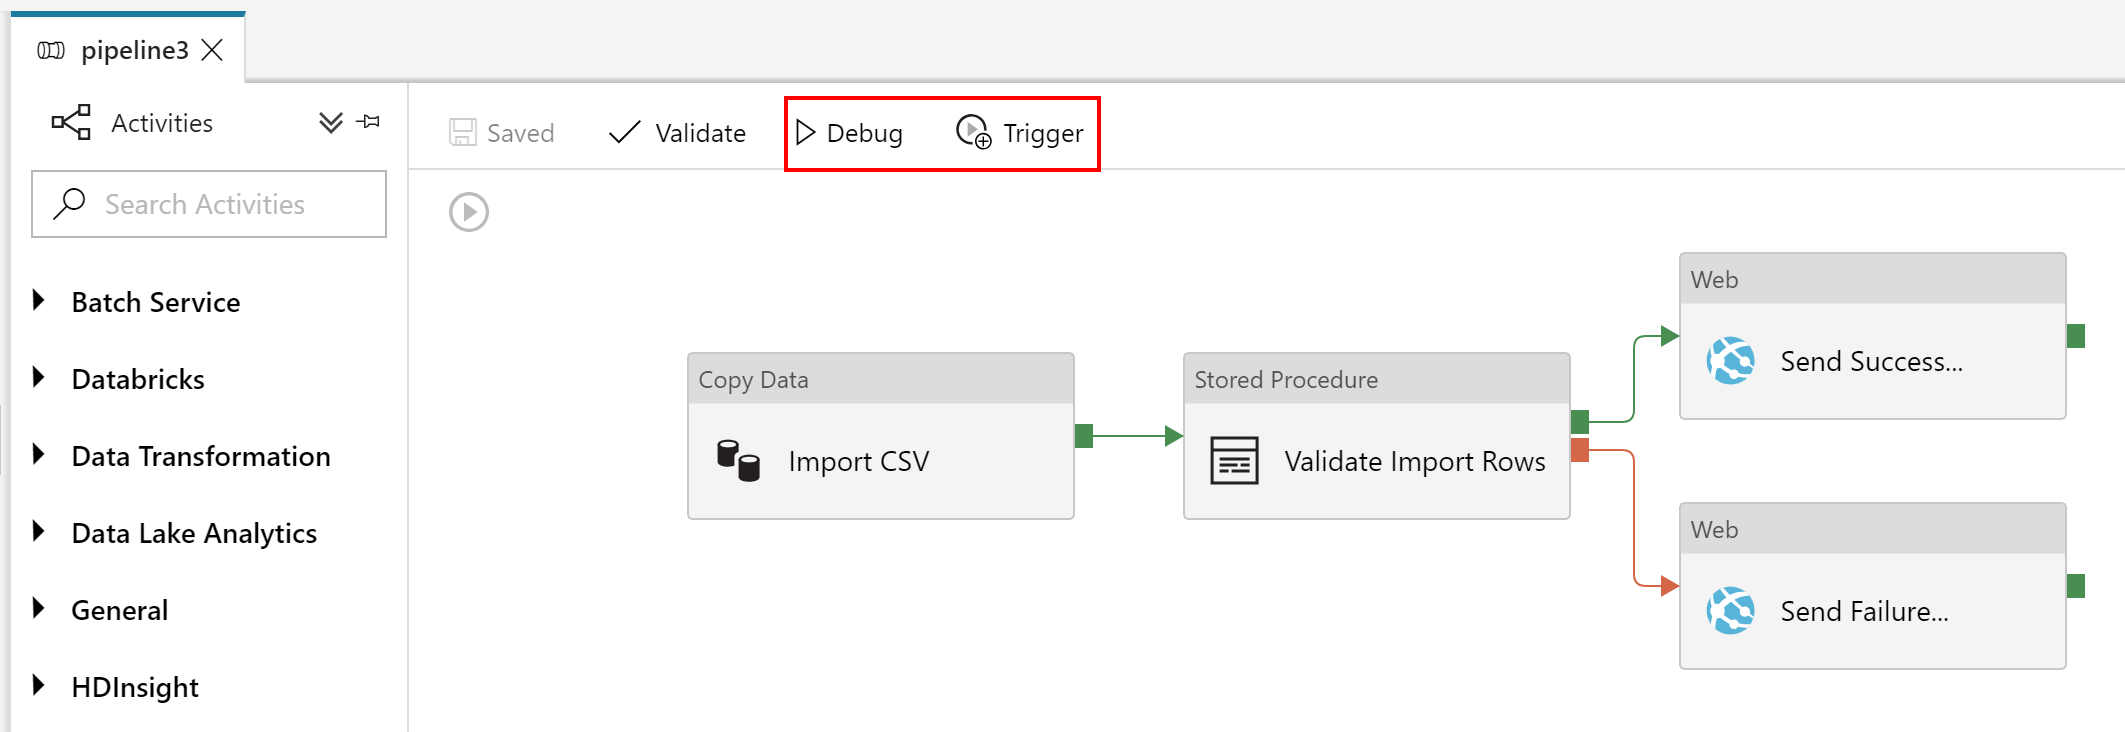 pipeline3
Activities
Search Activities
Batch Service
Databricks
Data Transformation
Data Lake Analytics
General
HDInsight
Saved
Validate
Debug
Trigger
Copy Data
Import CSV
Stored Procedure
Validate Import Rows
Web
Send Success...
Web
Send Failure...